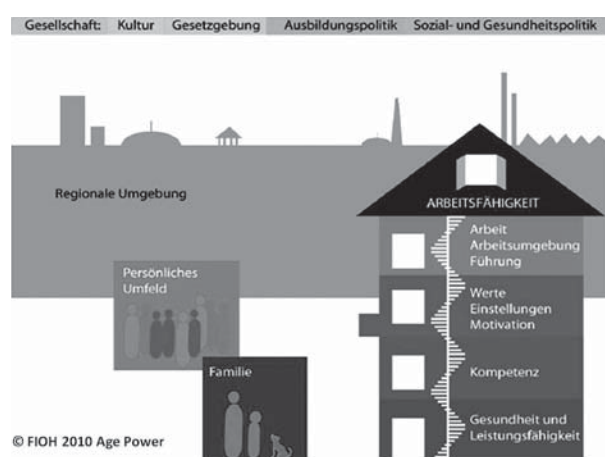 Gesellschaft: Kultur Gesetzgebung Ausbildungspolitik Sozial- und Gesundheitspolitik
Regionale Umgebung
ARBEITSFÄHIGKEIT
Arbeit
Arbeitsumgebung
Führung
Persönliches
Umfeld
Werte
Einstellungen
Motivation
Familie
Kompetenz
Gesundheit und
Leistungsfähigkeit
© FIOH 2010 Age Power